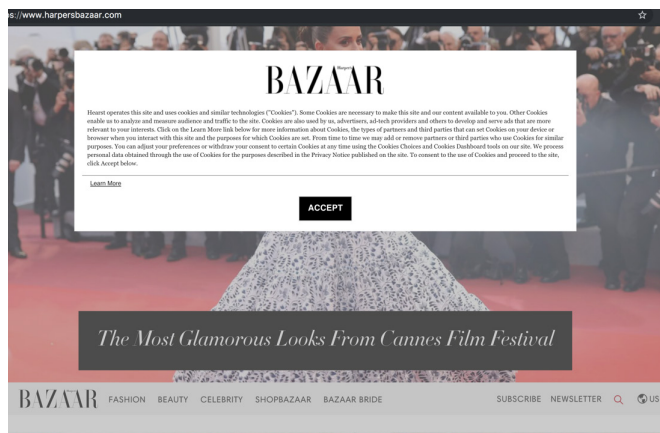 os://www.harpersbazaar.com
Harper's
BAZAAR
Hearst operates this site and uses cookies and similar technologies ("Cookies"). Some Cookies are necessary to make this site and our content available to you. Other Cookies
enable us to analyze and measure audience and traffic to the site. Cookies are also used by us, advertisers, ad-tech providers and others to develop and serve ads that are more
relevant to your interests. Click on the Learn More link below for more information about Cookies, the types of partners and third parties that can set Cookies on your device or
browser when you interact with this site and the purposes for which Cookies are set. From time to time we may add or remove partners or third parties who use Cookies for similar
purposes. You can adjust your preferences or withdraw your consent to certain Cookies at any time using the Cookies Choices and Cookies Dashboard tools on our site. We process
personal data obtained through the use of Cookies for the purposes described in the Privacy Notice published on the site. To consent to the use of Cookies and proceed to the site,
click Accept below.
Learn More
ACCEPT
The Most Glamorous Looks From Cannes Film Festival
BAZAAR FASHION BEAUTY CELEBRITY SHOPBAZAAR BAZAAR BRIDE SUBSCRIBE NEWSLETTER US